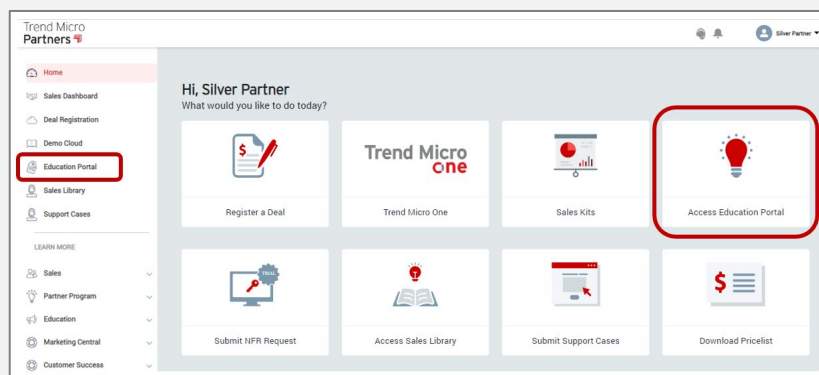 Trend Micro
Partners
Silver Partner
Home
Sales Dashboard
Deal Registration
Demo Cloud
Education Portal
Sales Library
Support Cases
LEARN MORE
Sales
Partner Program
Education
Marketing Central
Customer Success
Hi, Silver Partner
What would you like to do today?
$
Register a Deal
Trend Micro
one
Trend Micro One
Sales Kits
Access Education Portal
TRIAL
Submit NFR Request
Access Sales Library
Submit Support Cases
$
Download Pricelist